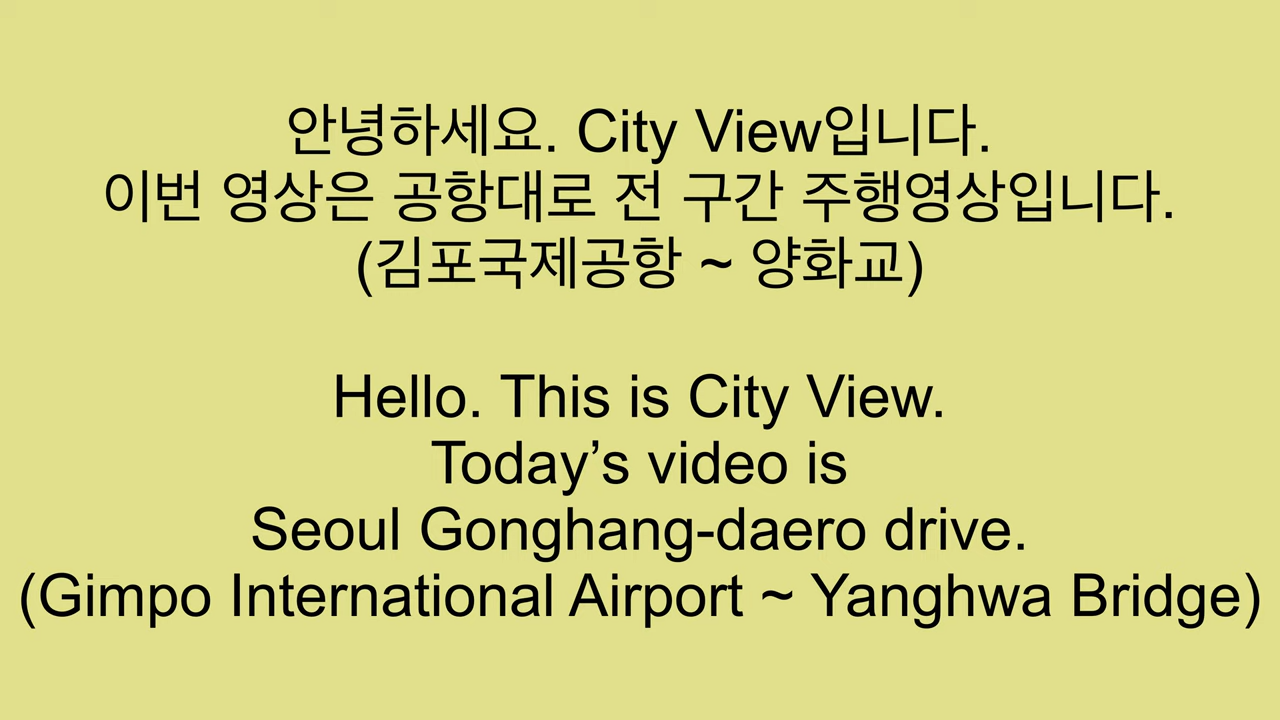 안녕하세요. City View입니다.
이번 영상은 공항대로 전 구간 주행영상입니다.
(김포국제공항 ~ 양화교)
Hello. This is City View.
Today’s video is
Seoul Gonghang-daero drive.
(Gimpo International Airport ~ Yanghwa Bridge)